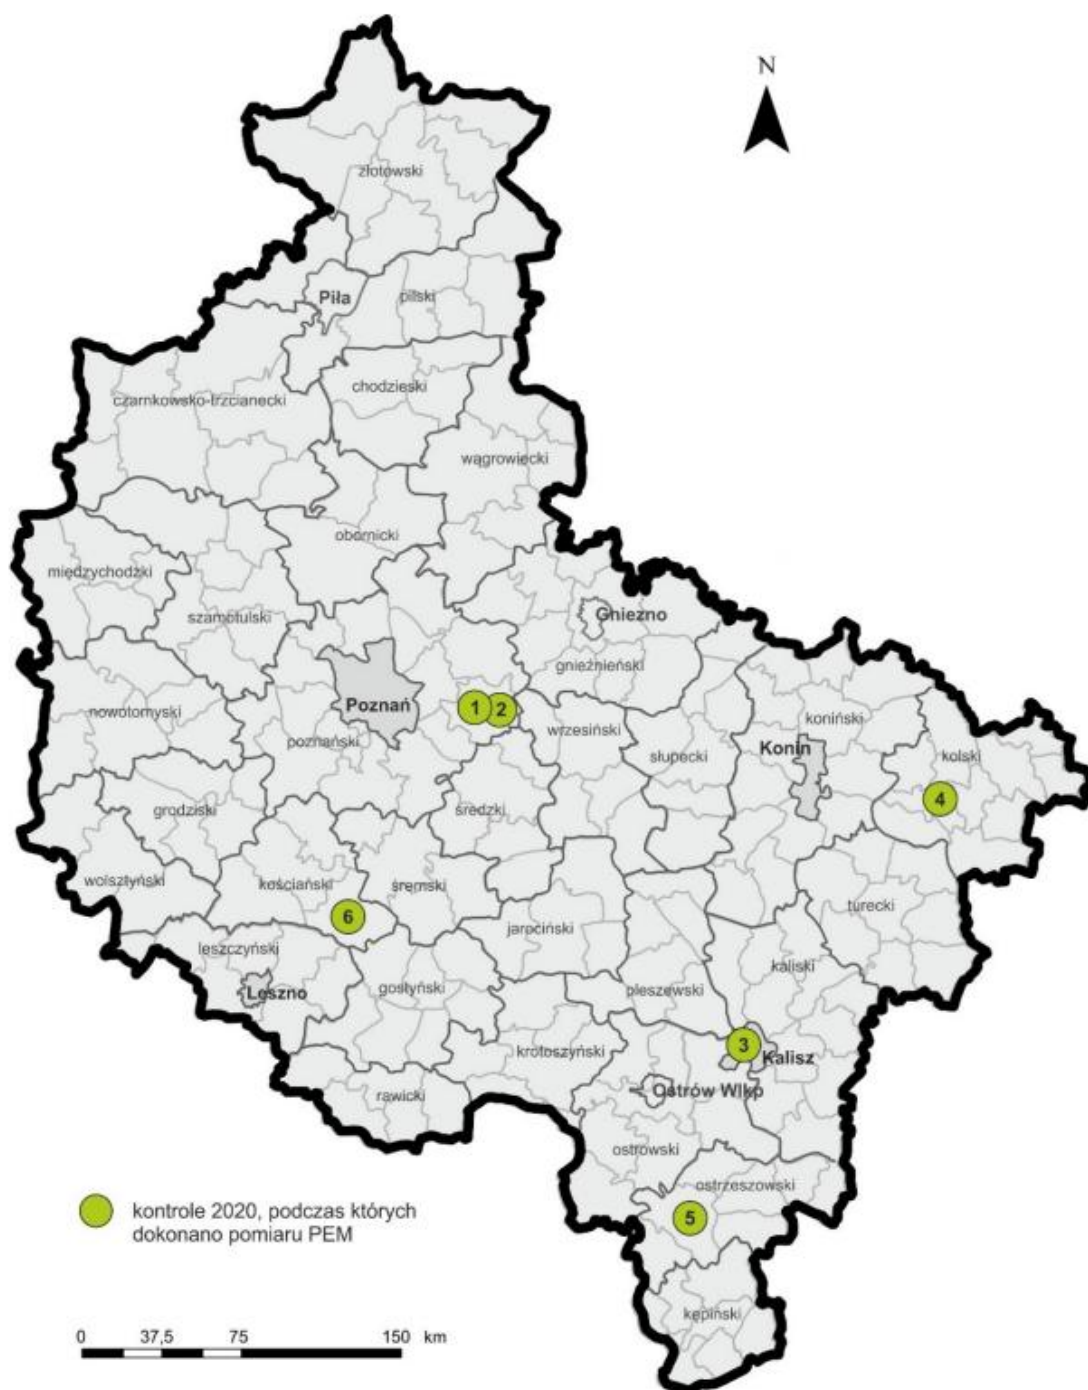 N
złotowski
Piła
pilski
chodzieski
czarnkowsko-trzcianecki
wągrowiecki
obornicki
międzychodzki
szamotulski
Gniezno
gnieźnieński
Poznań
1
2
nowotomyski
poznański
wrzesiński
koniński
słupecki
Konin
kolski
4
grodziski
średzki
wolsztyński
kościański
śremski
6
turecki
jarociński
leszczyński
kaliski
Leszno
gostyński
pleszewski
3
krotoszyński
Kalisz
rawicki
Ostrów Wlkp
ostrowski
ostrzeszowski
5
kontrole 2020, podczas których
dokonano pomiaru PEM
kępiński
0 37,5 75 150 km